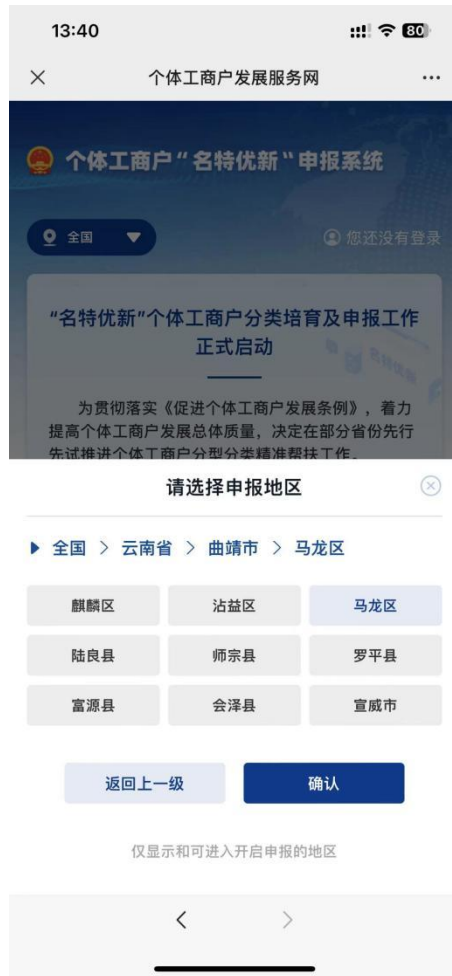 13:40
80
个体工商户发展服务网
个体工商户“名特优新“申报系统
全国
您还没有登录
“名特优新”个体工商户分类培育及申报工作
正式启动
为贯彻落实《促进个体工商户发展条例》，着力
提高个体工商户发展总体质量，决定在部分省份先行
先试推进个体工商户分型分类精准帮扶工作。
请选择申报地区
全国 > 云南省 > 曲靖市 > 马龙区
麒麟区 沾益区 马龙区
陆良县 师宗县 罗平县
富源县 会泽县 宣威市
返回上一级 确认
仅显示和可进入开启申报的地区